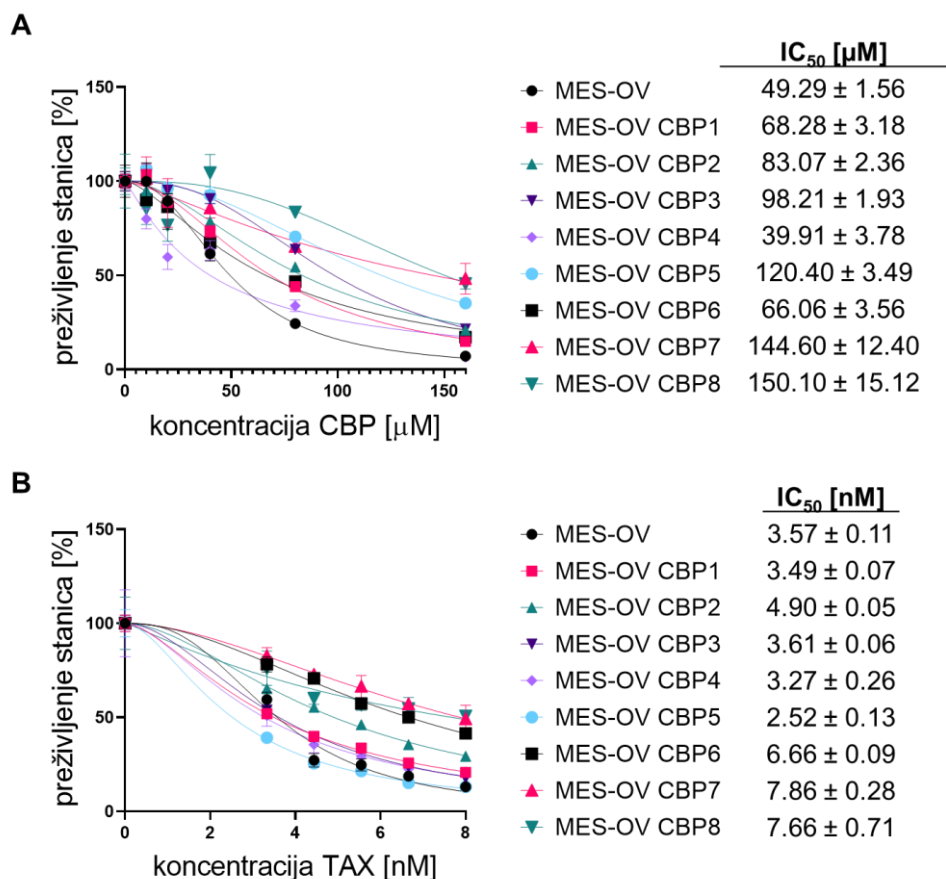 A
IC50 [µM]
150
100
50
0
0 50 100 150
preživljenje stanica [%]
koncentracija CBP [µM]
MES-OV 49.29 ± 1.56
MES-OV CBP1 68.28 ± 3.18
MES-OV CBP2 83.07 ± 2.36
MES-OV CBP3 98.21 ± 1.93
MES-OV CBP4 39.91 ± 3.78
MES-OV CBP5 120.40 ± 3.49
MES-OV CBP6 66.06 ± 3.56
MES-OV CBP7 144.60 ± 12.40
MES-OV CBP8 150.10 ± 15.12
B
IC50 [nM]
150
100
50
0
0 2 4 6 8
preživljenje stanica [%]
koncentracija TAX [nM]
MES-OV 3.57 ± 0.11
MES-OV CBP1 3.49 ± 0.07
MES-OV CBP2 4.90 ± 0.05
MES-OV CBP3 3.61 ± 0.06
MES-OV CBP4 3.27 ± 0.26
MES-OV CBP5 2.52 ± 0.13
MES-OV CBP6 6.66 ± 0.09
MES-OV CBP7 7.86 ± 0.28
MES-OV CBP8 7.66 ± 0.71